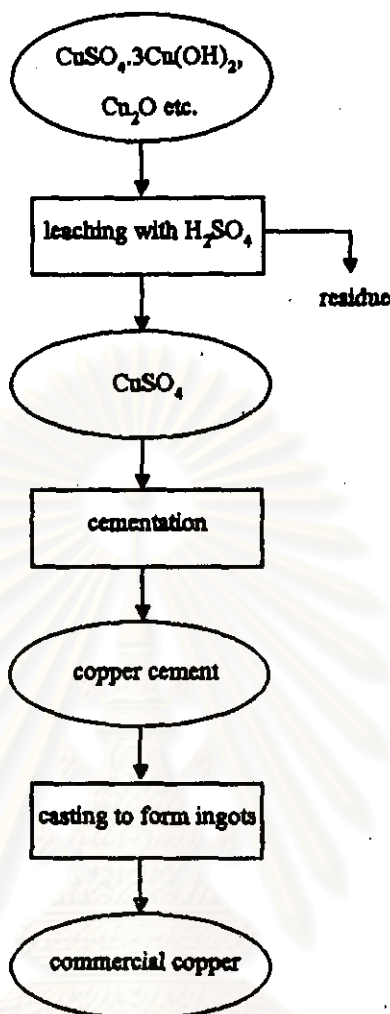 CuSO₄.3Cu(OH)₂,
Cn₂O etc.
leaching with H₂SO₄
residue
CuSO₄
cementation
copper cement
casting to form ingots
commercial copper